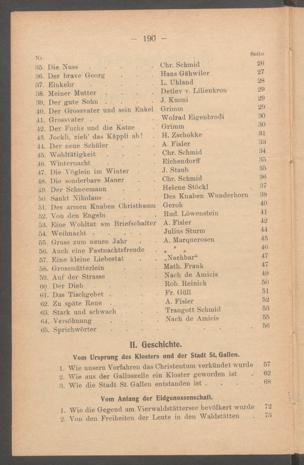 — 190 —
Nr. Seite
35. Die Nuss Chr. Schmid 26
36. Der brave Georg Hans Gähwiler 27
37. Einkehr L. Uhland 28
38. Meiner Mutter Detlev v. Lilienkron 29
39. Der gute Sohn J. Kuoni 29
40. Der Grossvater und sein Enkel Grimm 29
41. Grossvater Wolrad Eigenbrodt 30
42. Der Fuchs und die Katze Grimm 30
43. Jockli, zieh' das Käppli ab! H. Zschokke 31
44. Der neue Schüler A. Fisler 33
45. Wohltätigkeit Chr. Schmid 34
46. Winternacht Eichendorff 35
47. Die Vöglein im Winter J. Staub 35
48. Die sonderbare Maner Chr. Schmid 36
49. Der Schneemann Helene Stöckl 37
50. Sankt Nikolaus Des Knaben Wunderhorn 39
51. Des armen Knaben Christbaum Gerok 40
52. Von den Engeln Rud. Löwenstein 41
53. Eine Wohltat am Briefschalter A. Fisler 42
54. Weihnacht Julius Sturm 44
55. Gruss zum neuen Jahr A. Marquerosen 45
56. Auch eine Fastnachtsfreude " " " 46
57. Eine kleine Liebestat „Nachbar" 47
58. Grossmütterlein Math. Frank 47
59. Auf der Strasse Nach de Amicis 49
60. Der Dieb Rob. Reinick 50
61. Das Tischgebet Fr. Güll 51
62. Zu späte Reue A. Fisler 52
63. Stark und schwach Traugott Schmid 53
64. Versöhnung Nach de Amicis 55
65. Sprichwörter 56
II. Geschichte.
Vom Ursprung des Klosters und der Stadt St. Gallen.
1. Wie unsern Vorfahren das Christentum verkündet wurde 57
2. Wie aus der Galluszelle ein Kloster geworden ist 62
3. Wie die Stadt St. Gallen entstanden ist 68
Vom Anfang der Eidgenossenschaft.
1. Wie die Gegend am Vierwaldstättersee bevölkert wurde 72
2. Von den Freiheiten der Leute in den Waldstätten 73